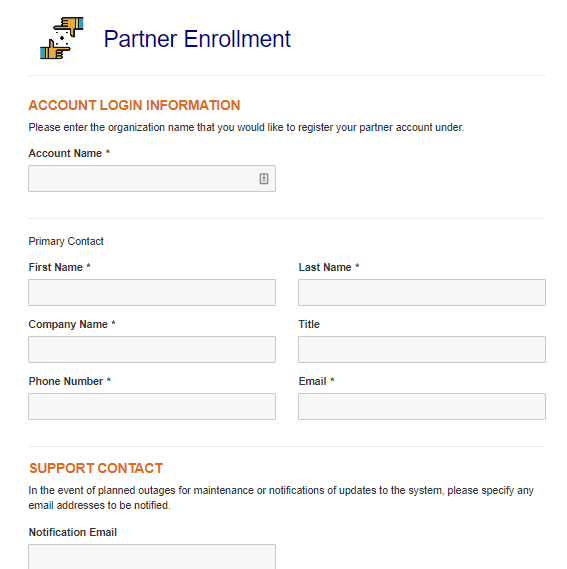 Partner Enrollment
ACCOUNT LOGIN INFORMATION
Please enter the organization name that you would like to register your partner account under.
Account Name *
Primary Contact
First Name *
Last Name *
Company Name *
Title
Phone Number *
Email *
SUPPORT CONTACT
In the event of planned outages for maintenance or notifications of updates to the system, please specify any
email addresses to be notified.
Notification Email